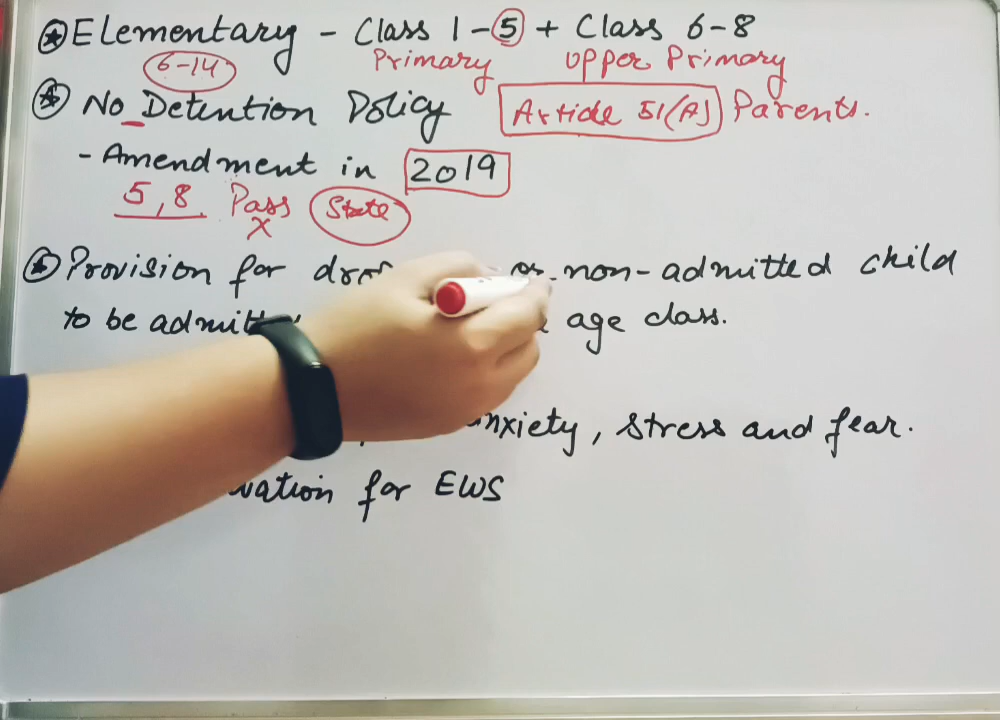 Elementary - Class 1-5 + Class 6-8
6-14 Primary Upper Primary
No Detention Policy Article 51(A) Parents.
- Amendment in 2019
5,8 Pass State
x
Provision for or non-admitted child
to be age class.
anxiety, stress and fear.
for EWS